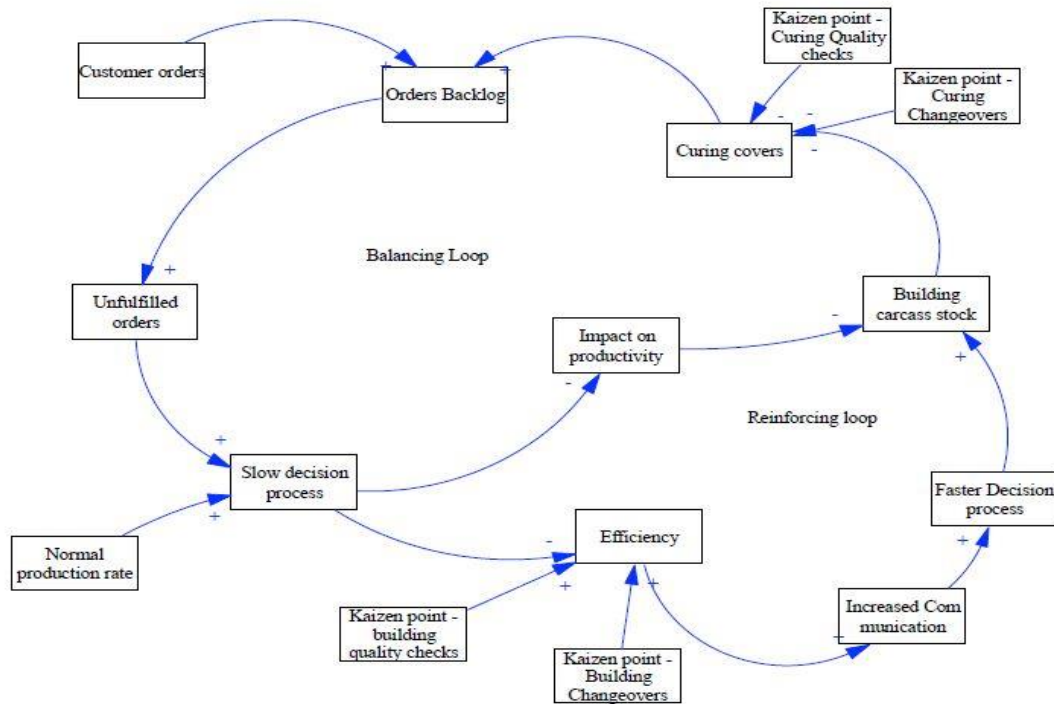 Customer orders
+
Orders Backlog
+
Kaizen point -
Curing Quality
checks
Kaizen point -
Curing
Changeovers
-
-
-
Curing covers
Balancing Loop
+
Unfulfilled
orders
Building
carcass stock
Impact on
productivity
-
-
+
Reinforcing loop
+
Slow decision
process
+
Normal
production rate
Faster Decision
process
+
Efficiency
-
+
+
Kaizen point -
building
quality checks
Kaizen point -
Building
Changeovers
Increased Com
munication
+